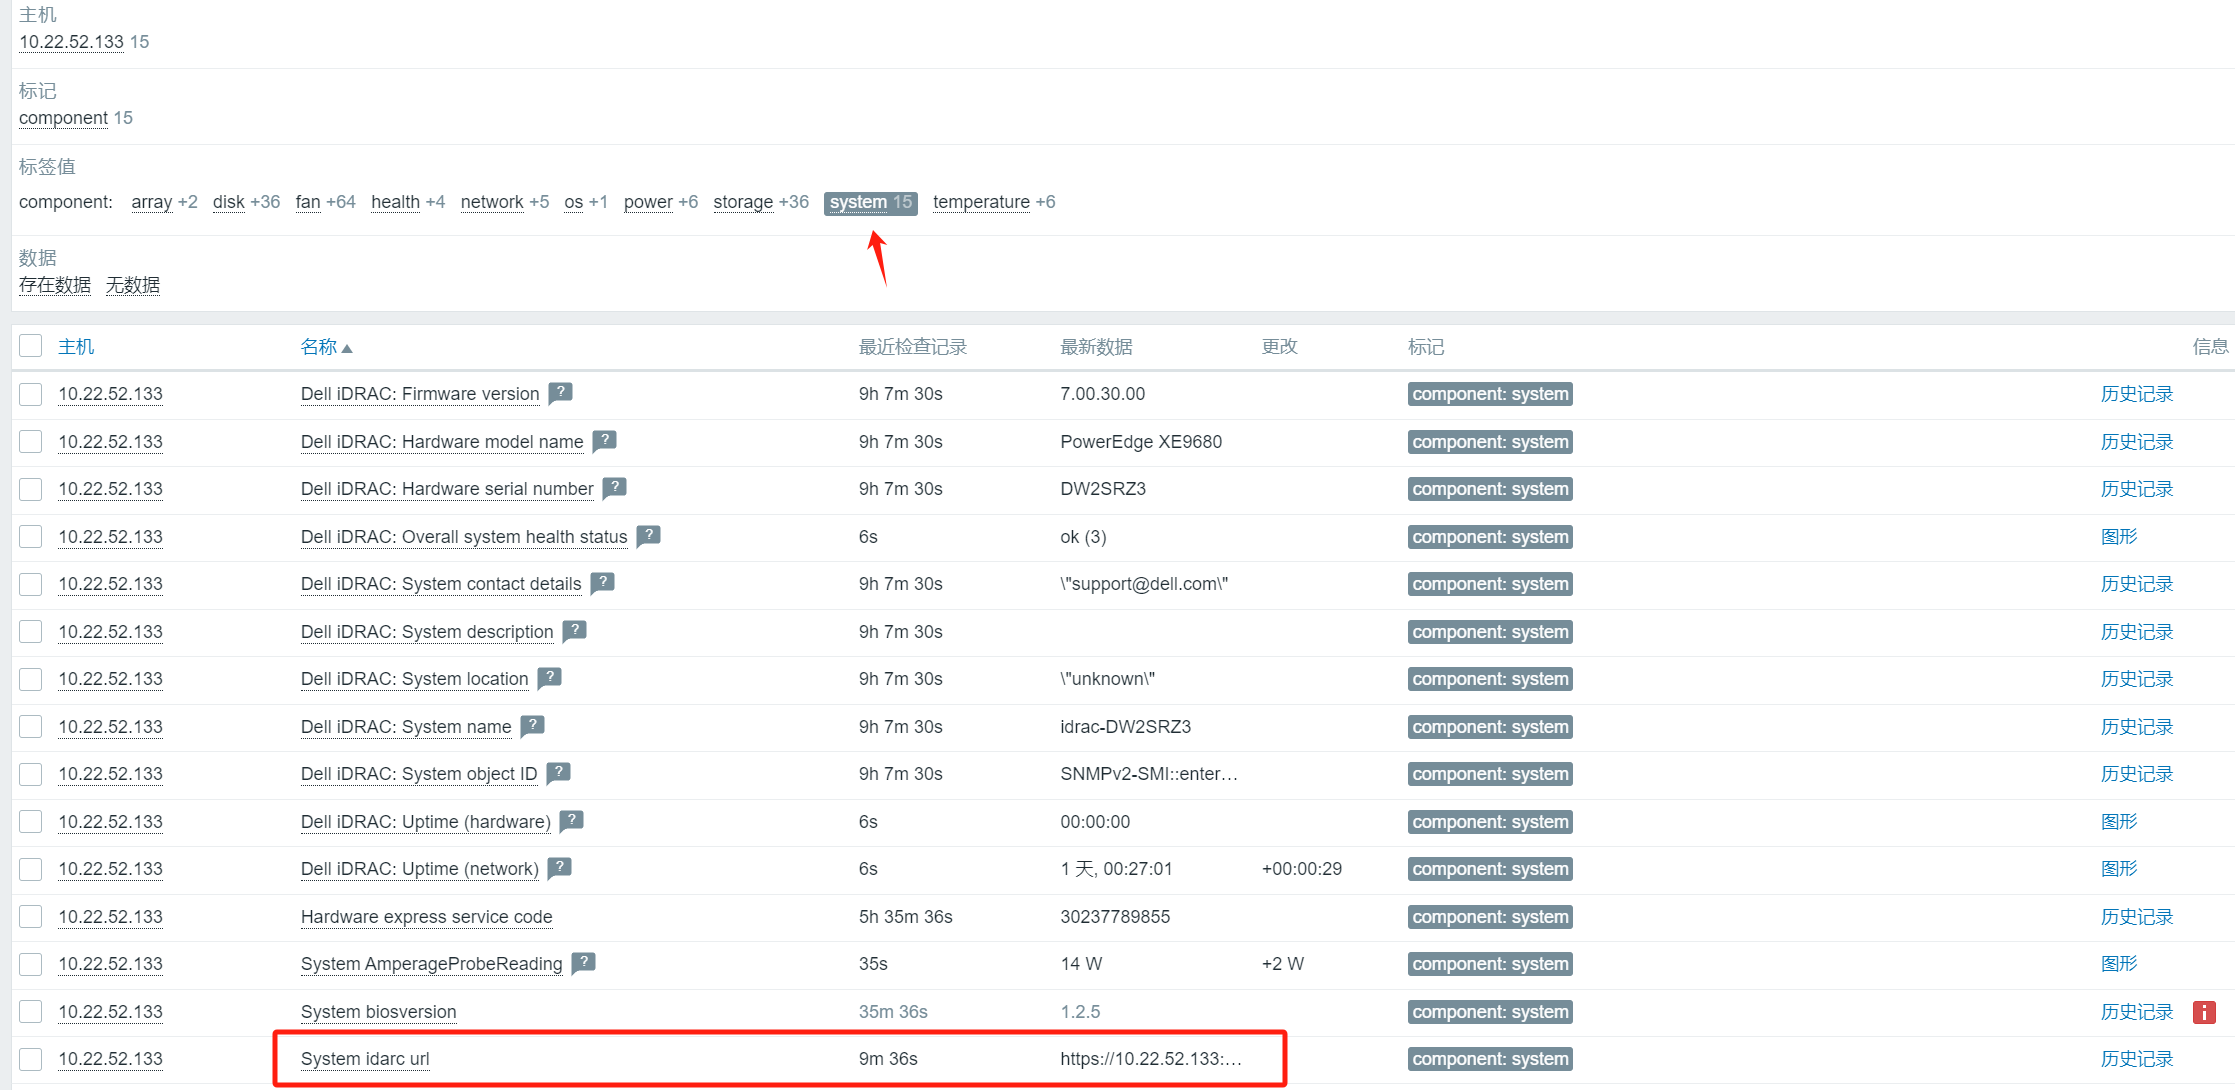 主机
10.22.52.133 15
标记
component 15
标签值
component: array +2 disk +36 fan +64 health +4 network +5 os +1 power +6 storage +36 system 15 temperature +6
数据
存在数据 无数据
主机 名称 最近检查记录 最新数据 更改 标记 信息
10.22.52.133 Dell iDRAC: Firmware version ? 9h 7m 30s 7.00.30.00 component: system 历史记录
10.22.52.133 Dell iDRAC: Hardware model name ? 9h 7m 30s PowerEdge XE9680 component: system 历史记录
10.22.52.133 Dell iDRAC: Hardware serial number ? 9h 7m 30s DW2SRZ3 component: system 历史记录
10.22.52.133 Dell iDRAC: Overall system health status ? 6s ok (3) component: system 图形
10.22.52.133 Dell iDRAC: System contact details ? 9h 7m 30s \"support@dell.com\" component: system 历史记录
10.22.52.133 Dell iDRAC: System description ? 9h 7m 30s component: system 历史记录
10.22.52.133 Dell iDRAC: System location ? 9h 7m 30s \"unknown\" component: system 历史记录
10.22.52.133 Dell iDRAC: System name ? 9h 7m 30s idrac-DW2SRZ3 component: system 历史记录
10.22.52.133 Dell iDRAC: System object ID ? 9h 7m 30s SNMPv2-SMI::enter... component: system 历史记录
10.22.52.133 Dell iDRAC: Uptime (hardware) ? 6s 00:00:00 component: system 图形
10.22.52.133 Dell iDRAC: Uptime (network) ? 6s 1 天, 00:27:01 +00:00:29 component: system 图形
10.22.52.133 Hardware express service code 5h 35m 36s 30237789855 component: system 历史记录
10.22.52.133 System AmperageProbeReading ? 35s 14 W +2 W component: system 图形
10.22.52.133 System biosversion 35m 36s 1.2.5 component: system 历史记录 i
10.22.52.133 System idarc url 9m 36s https://10.22.52.133:... component: system 历史记录